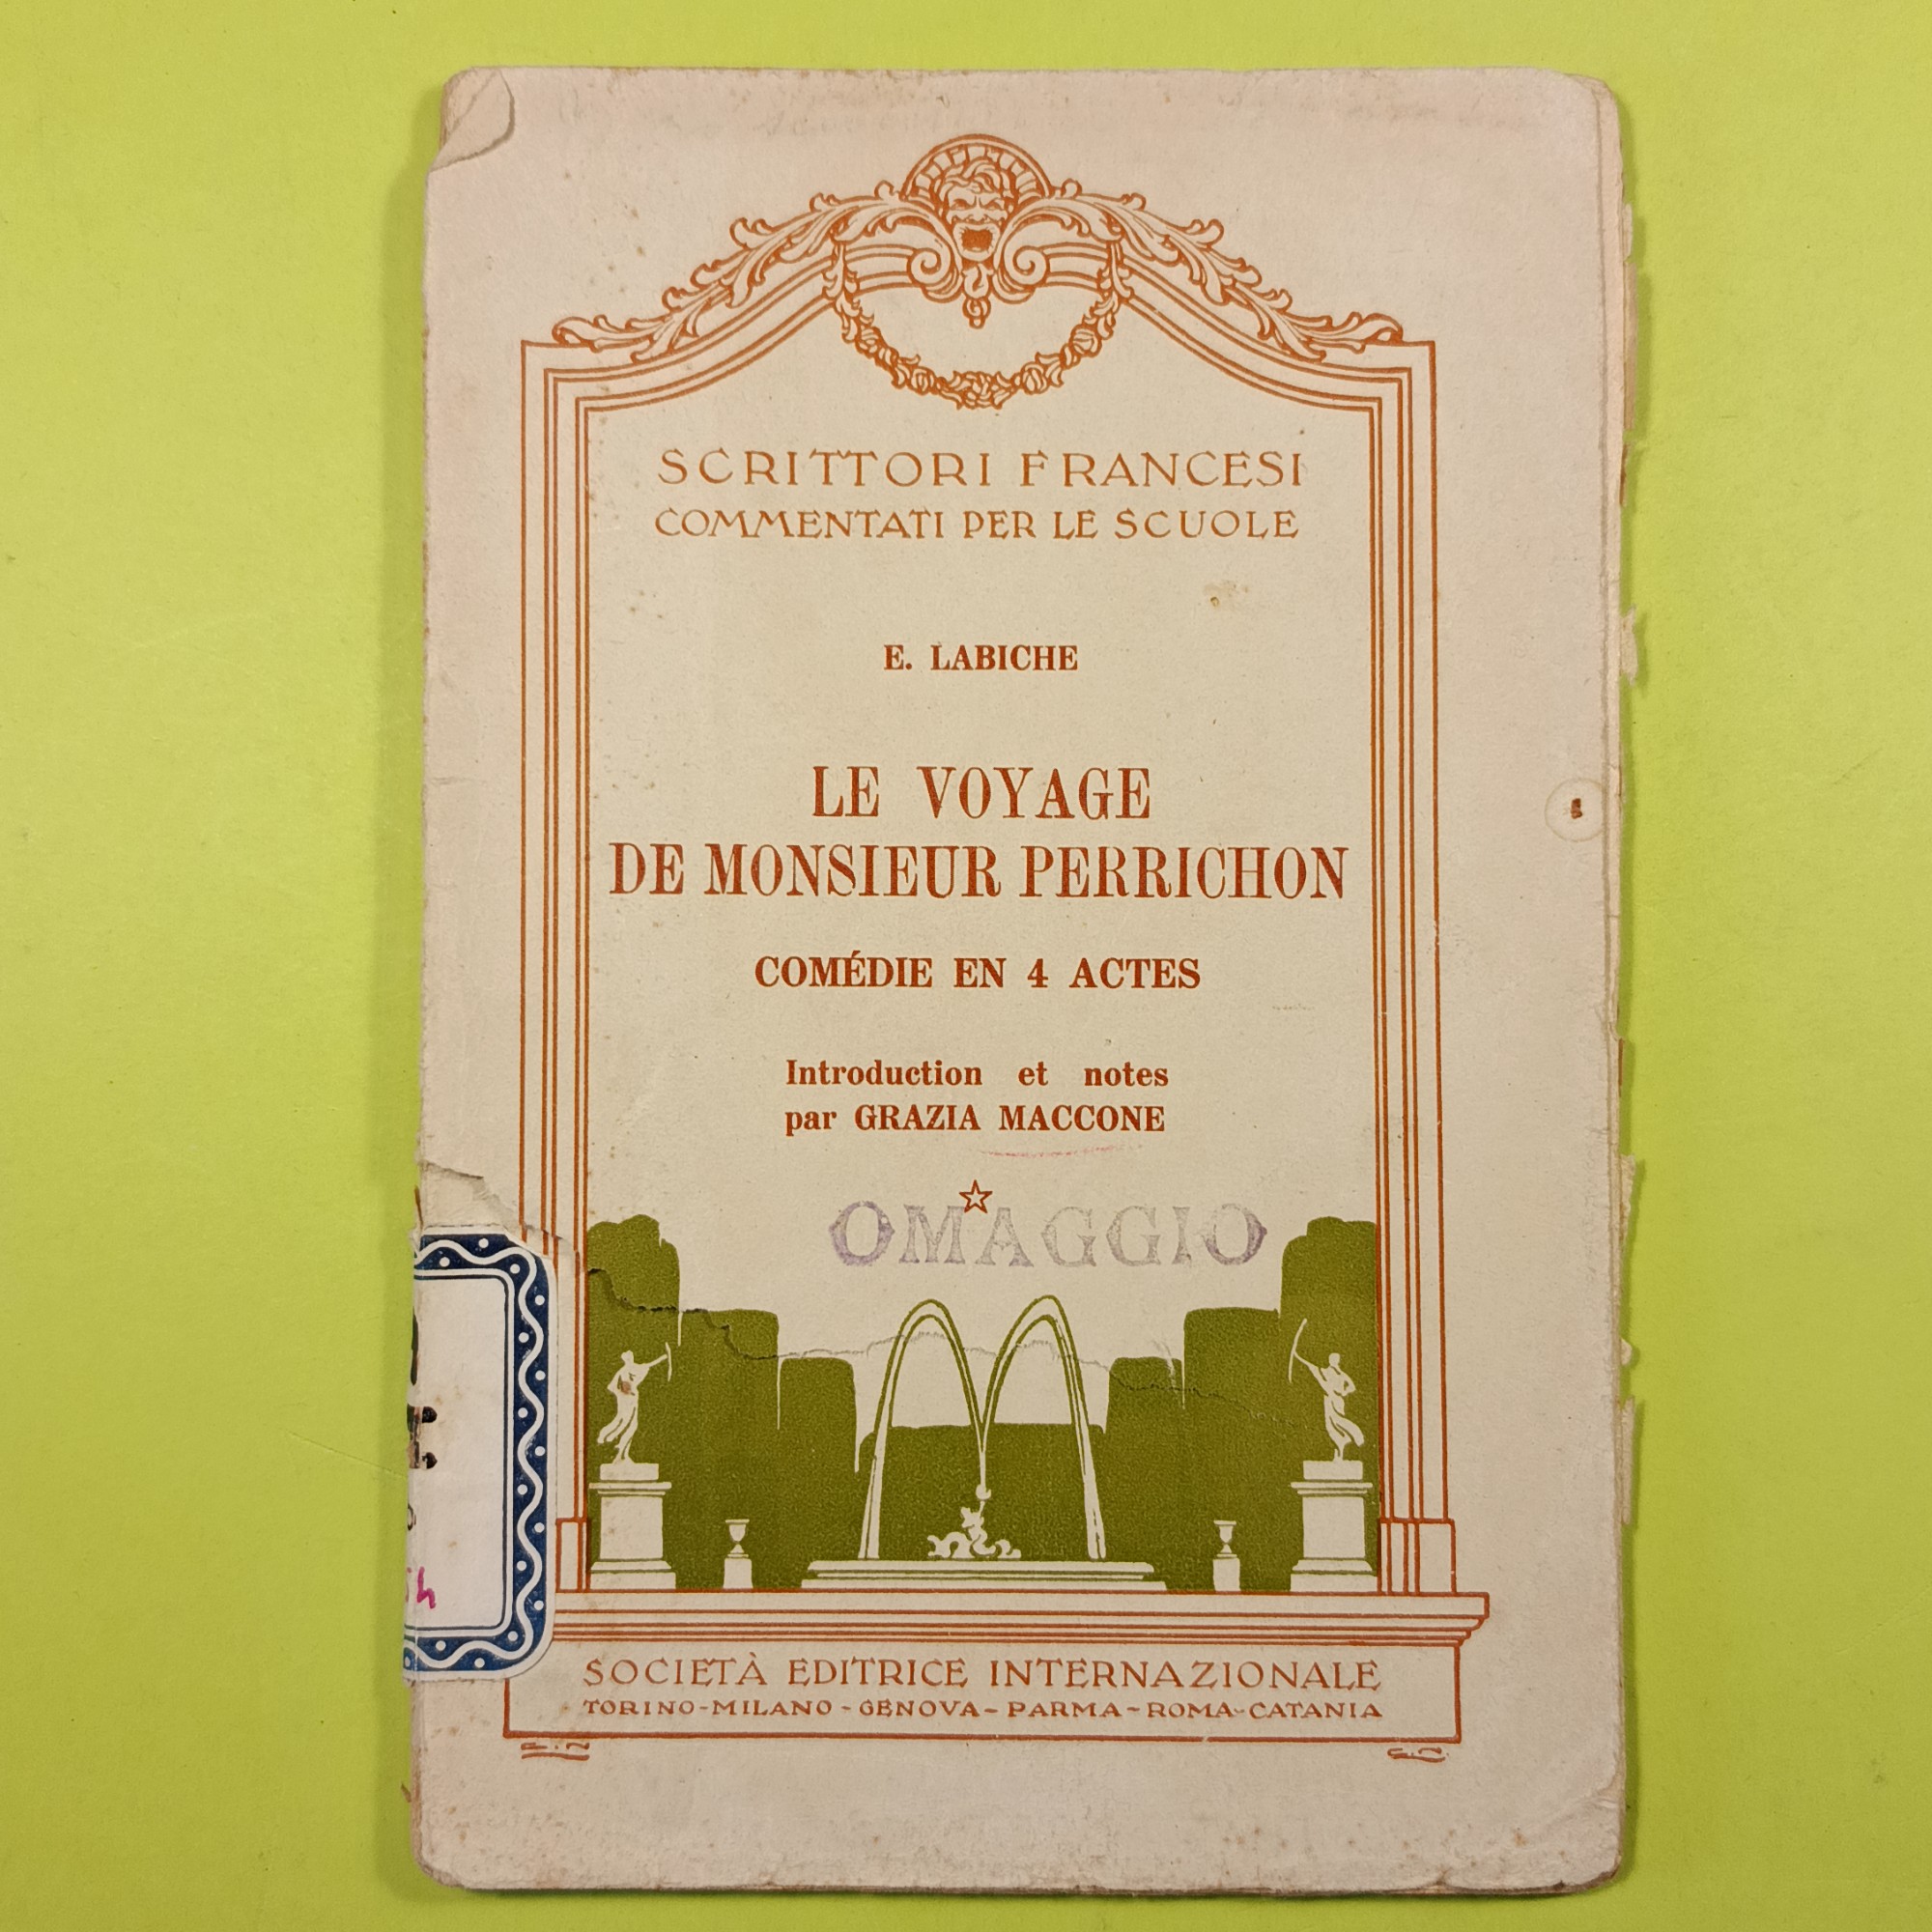 SCRITTORI FRANCESI
COMMENTATI PER LE SCUOLE
E. LABICHE
LE VOYAGE
DE MONSIEUR PERRICHON
COMÉDIE EN 4 ACTES
Introduction et notes
par GRAZIA MACCONE
OMAGGIO
SOCIETÀ EDITRICE INTERNAZIONALE
TORINO-MILANO-GENOVA-PARMA-ROMA-CATANIA